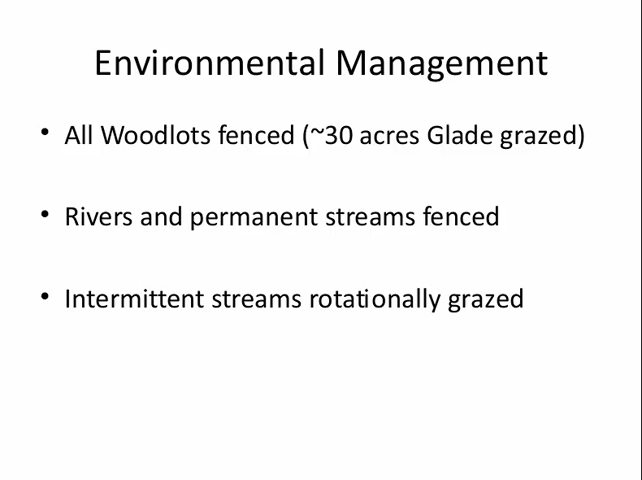 Environmental Management
• All Woodlots fenced (~30 acres Glade grazed)
• Rivers and permanent streams fenced
• Intermittent streams rotationally grazed